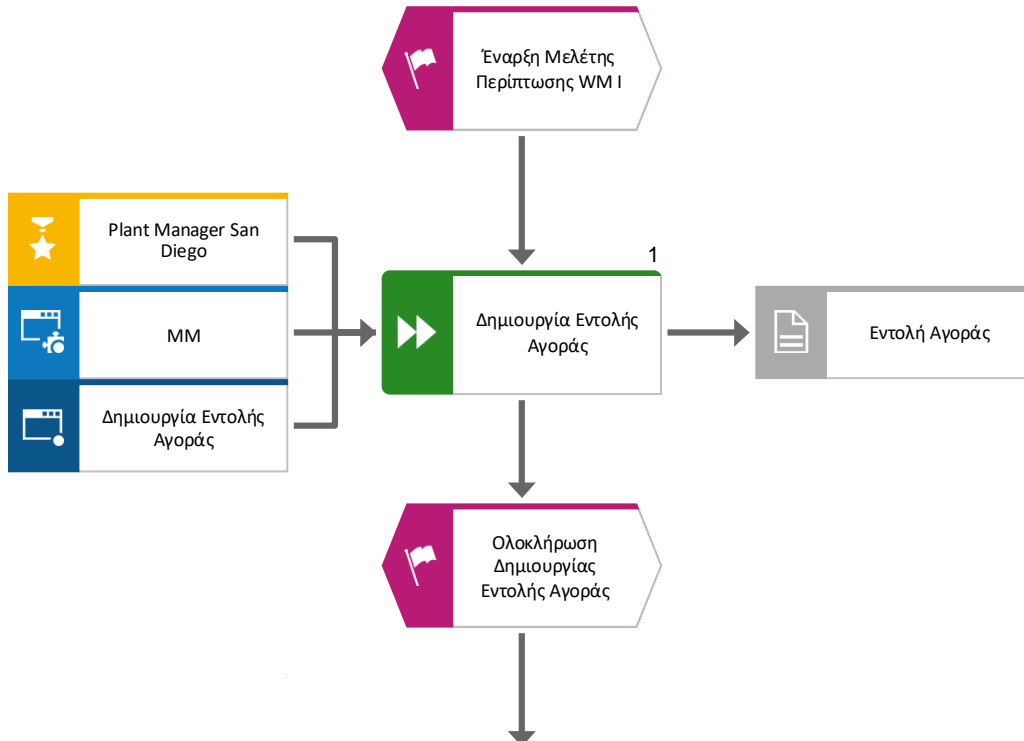 Έναρξη Μελέτης
Περίπτωσης WM I
Plant Manager San
Diego
1
MM
Δημιουργία Εντολής
Αγοράς
Εντολή Αγοράς
Δημιουργία Εντολής
Αγοράς
Ολοκλήρωση
Δημιουργίας
Εντολής Αγοράς